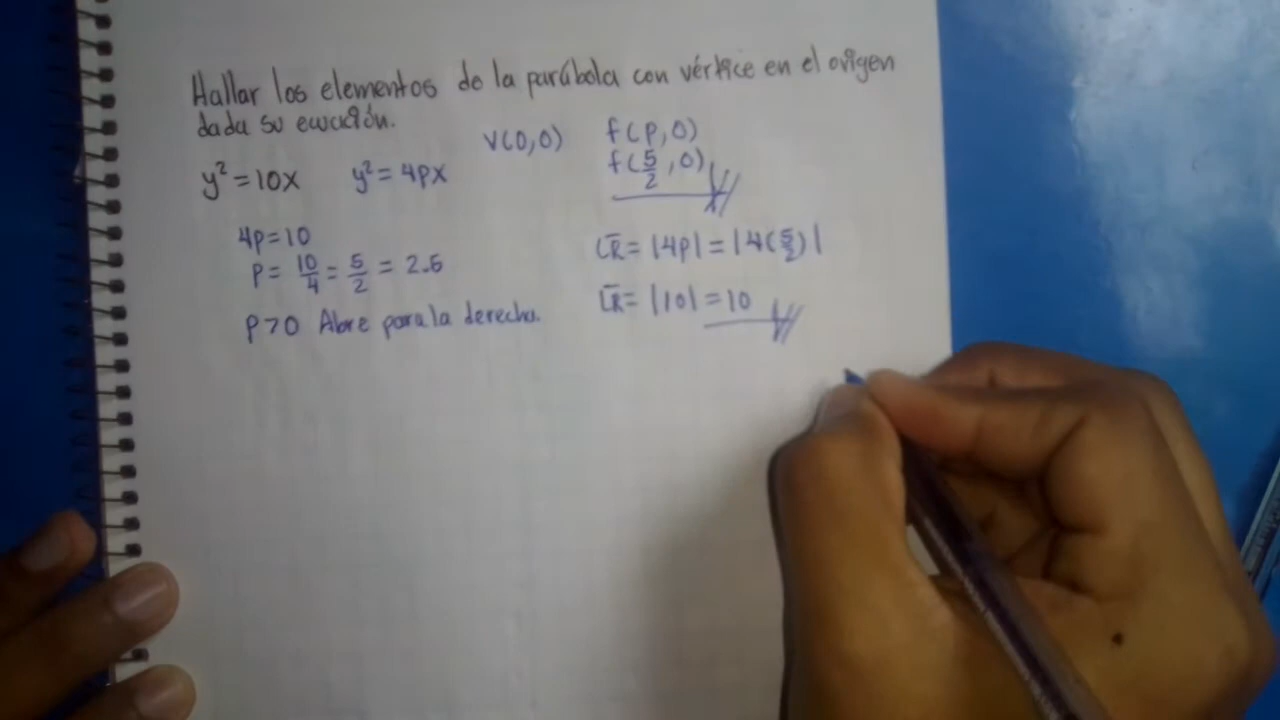 Hallar los elementos de la parábola con vértice en el origen
dada su ecuación.
V(0,0) f(p,0)
y² = 10x y² = 4px f(5/2, 0)
4p = 10
p = 10/4 = 5/2 = 2.5
L̅R̅ = |4p| = |4(5/2)|
p > 0 Abre para la derecha.
L̅R̅ = |10| = 10